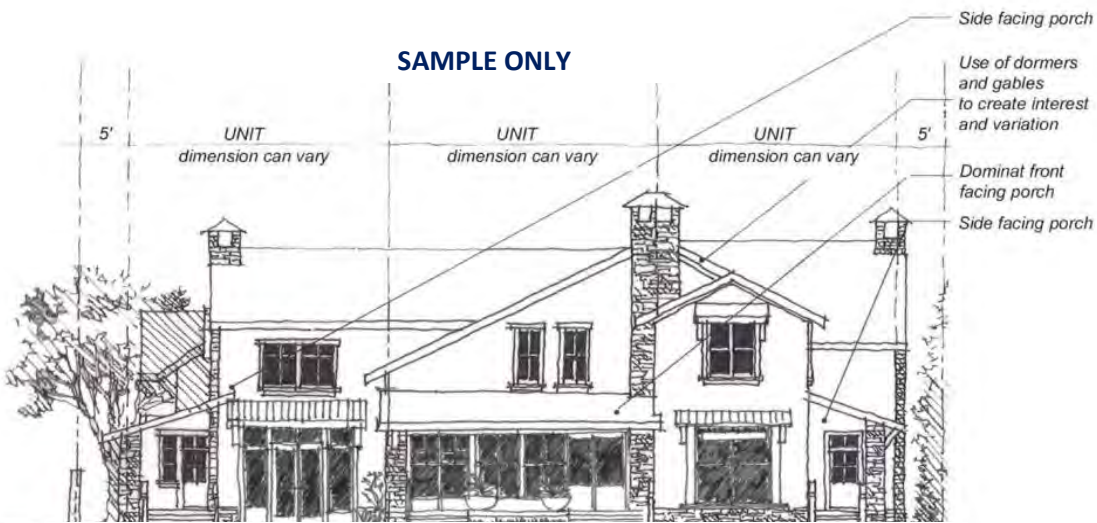 SAMPLE ONLY
Side facing porch
Use of dormers
and gables
to create interest
and variation
5'
UNIT
dimension can vary
UNIT
dimension can vary
UNIT
dimension can vary
5'
Dominat front
facing porch
Side facing porch